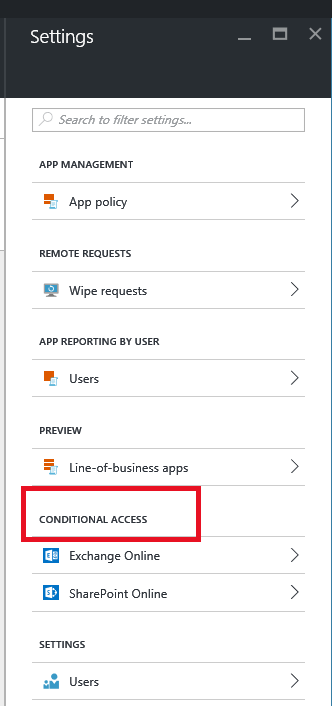 Settings
Search to filter settings...
APP MANAGEMENT
App policy
REMOTE REQUESTS
Wipe requests
APP REPORTING BY USER
Users
PREVIEW
Line-of-business apps
CONDITIONAL ACCESS
Exchange Online
SharePoint Online
SETTINGS
Users